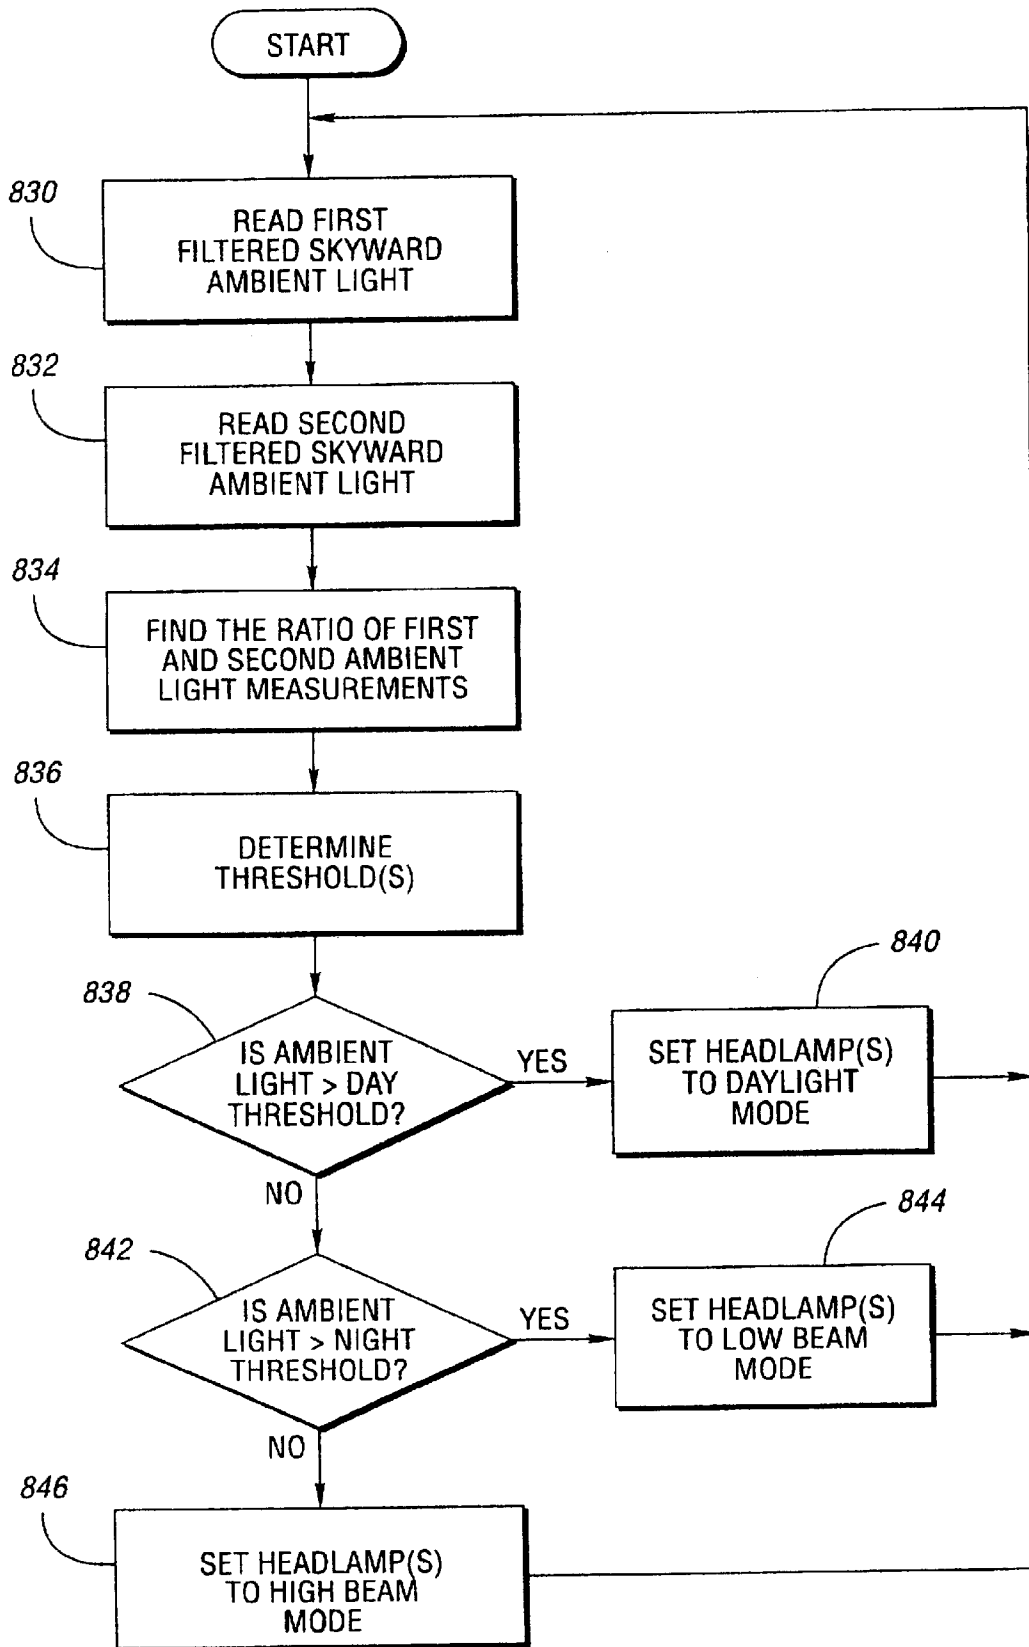 START
830
READ FIRST
FILTERED SKYWARD
AMBIENT LIGHT
832
READ SECOND
FILTERED SKYWARD
AMBIENT LIGHT
834
FIND THE RATIO OF FIRST
AND SECOND AMBIENT
LIGHT MEASUREMENTS
836
DETERMINE
THRESHOLD(S)
838
IS AMBIENT
LIGHT > DAY
THRESHOLD?
YES
840
SET HEADLAMP(S)
TO DAYLIGHT
MODE
NO
842
IS AMBIENT
LIGHT > NIGHT
THRESHOLD?
YES
844
SET HEADLAMP(S)
TO LOW BEAM
MODE
NO
846
SET HEADLAMP(S)
TO HIGH BEAM
MODE